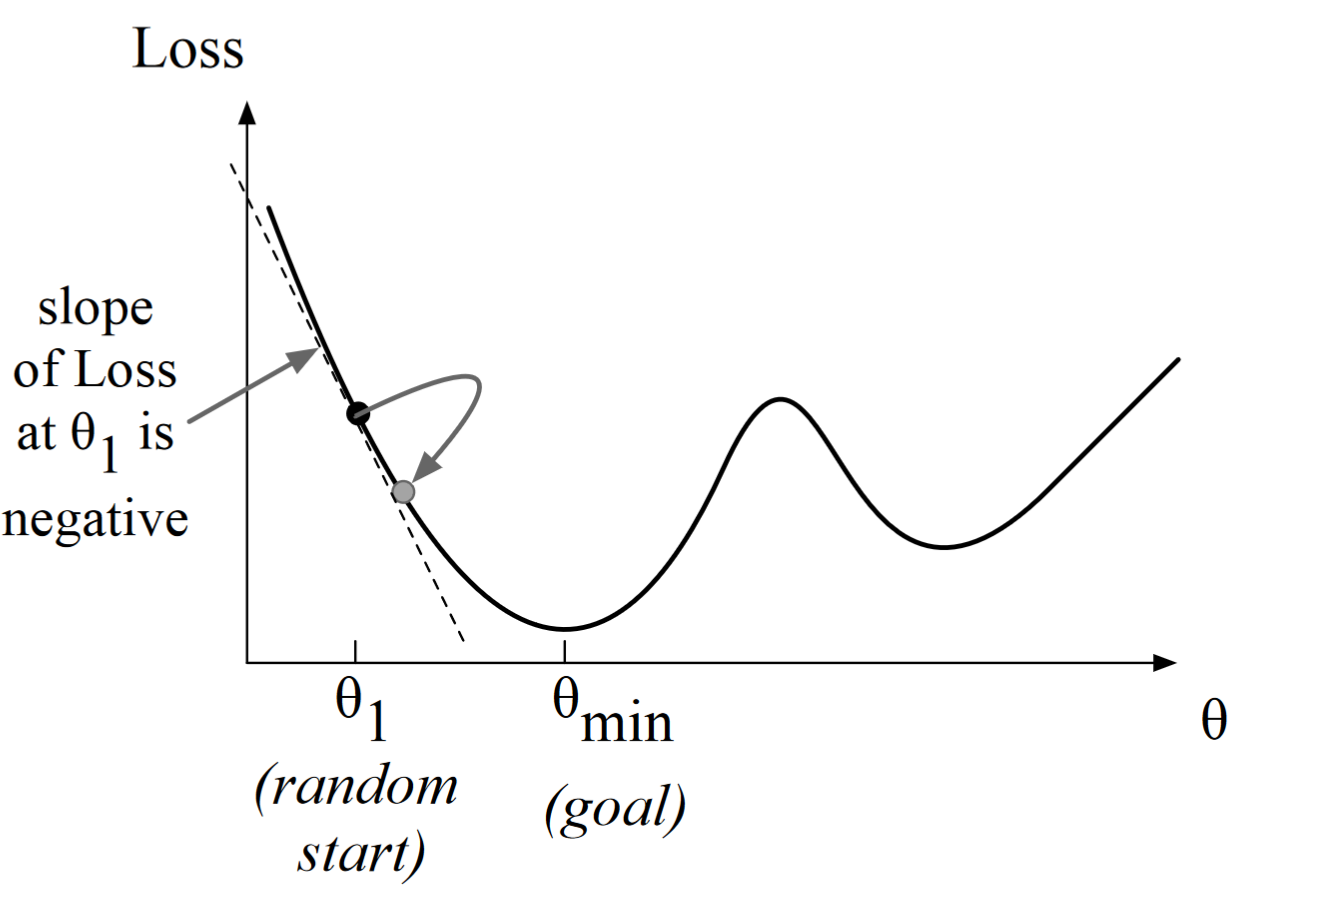 Loss
slope
of Loss
at θ1 is
negative
θ1
(random
start)
θmin
(goal)
θ